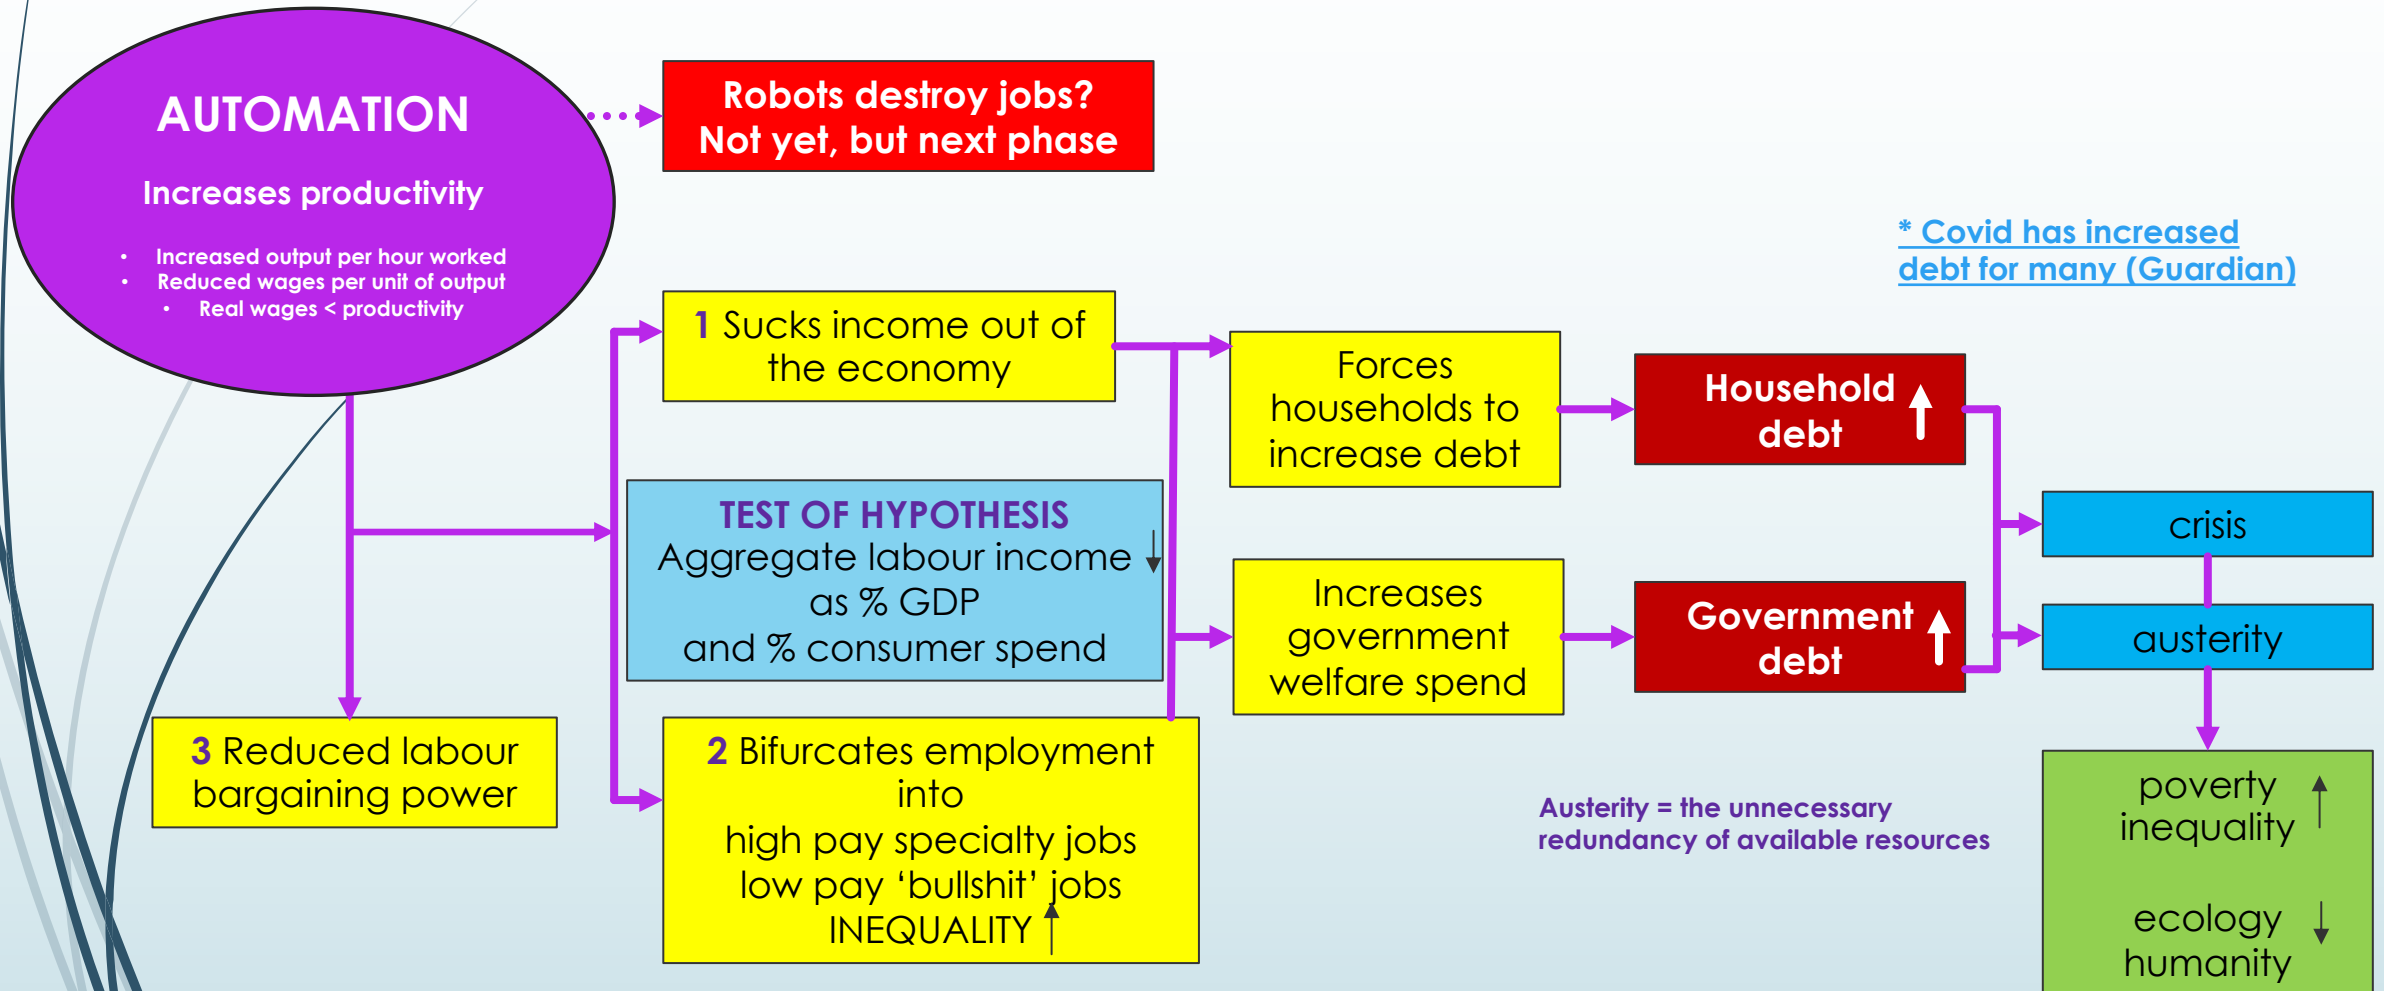 AUTOMATION
Increases productivity
• Increased output per hour worked
• Reduced wages per unit of output
• Real wages < productivity
Robots destroy jobs?
Not yet, but next phase
* Covid has increased
debt for many (Guardian)
1 Sucks income out of
the economy
Forces
households to
increase debt
Household
debt
TEST OF HYPOTHESIS
Aggregate labour income
as % GDP
and % consumer spend
Increases
government
welfare spend
Government
debt
crisis
austerity
3 Reduced labour
bargaining power
2 Bifurcates employment
into
high pay specialty jobs
low pay ‘bullshit’ jobs
INEQUALITY
Austerity = the unnecessary
redundancy of available resources
poverty
inequality
ecology
humanity